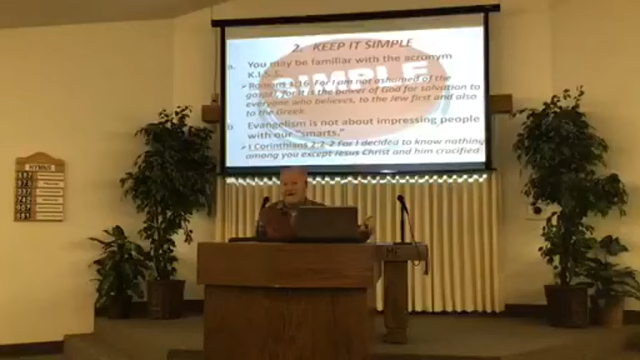 2. KEEP IT SIMPLE
a. You may be familiar with the acronym
K.I.S.S.
SIMPLE
➢ Romans 1:16 For I am not ashamed of the
gospel, for it is the power of God for salvation to
everyone who believes, to the Jew first and also
to the Greek.
b Evangelism is not about impressing people
with our "smarts."
➢ I Corinthians 2:1-2 For I decided to know nothing
among you except Jesus Christ and him crucified.
HYMNS